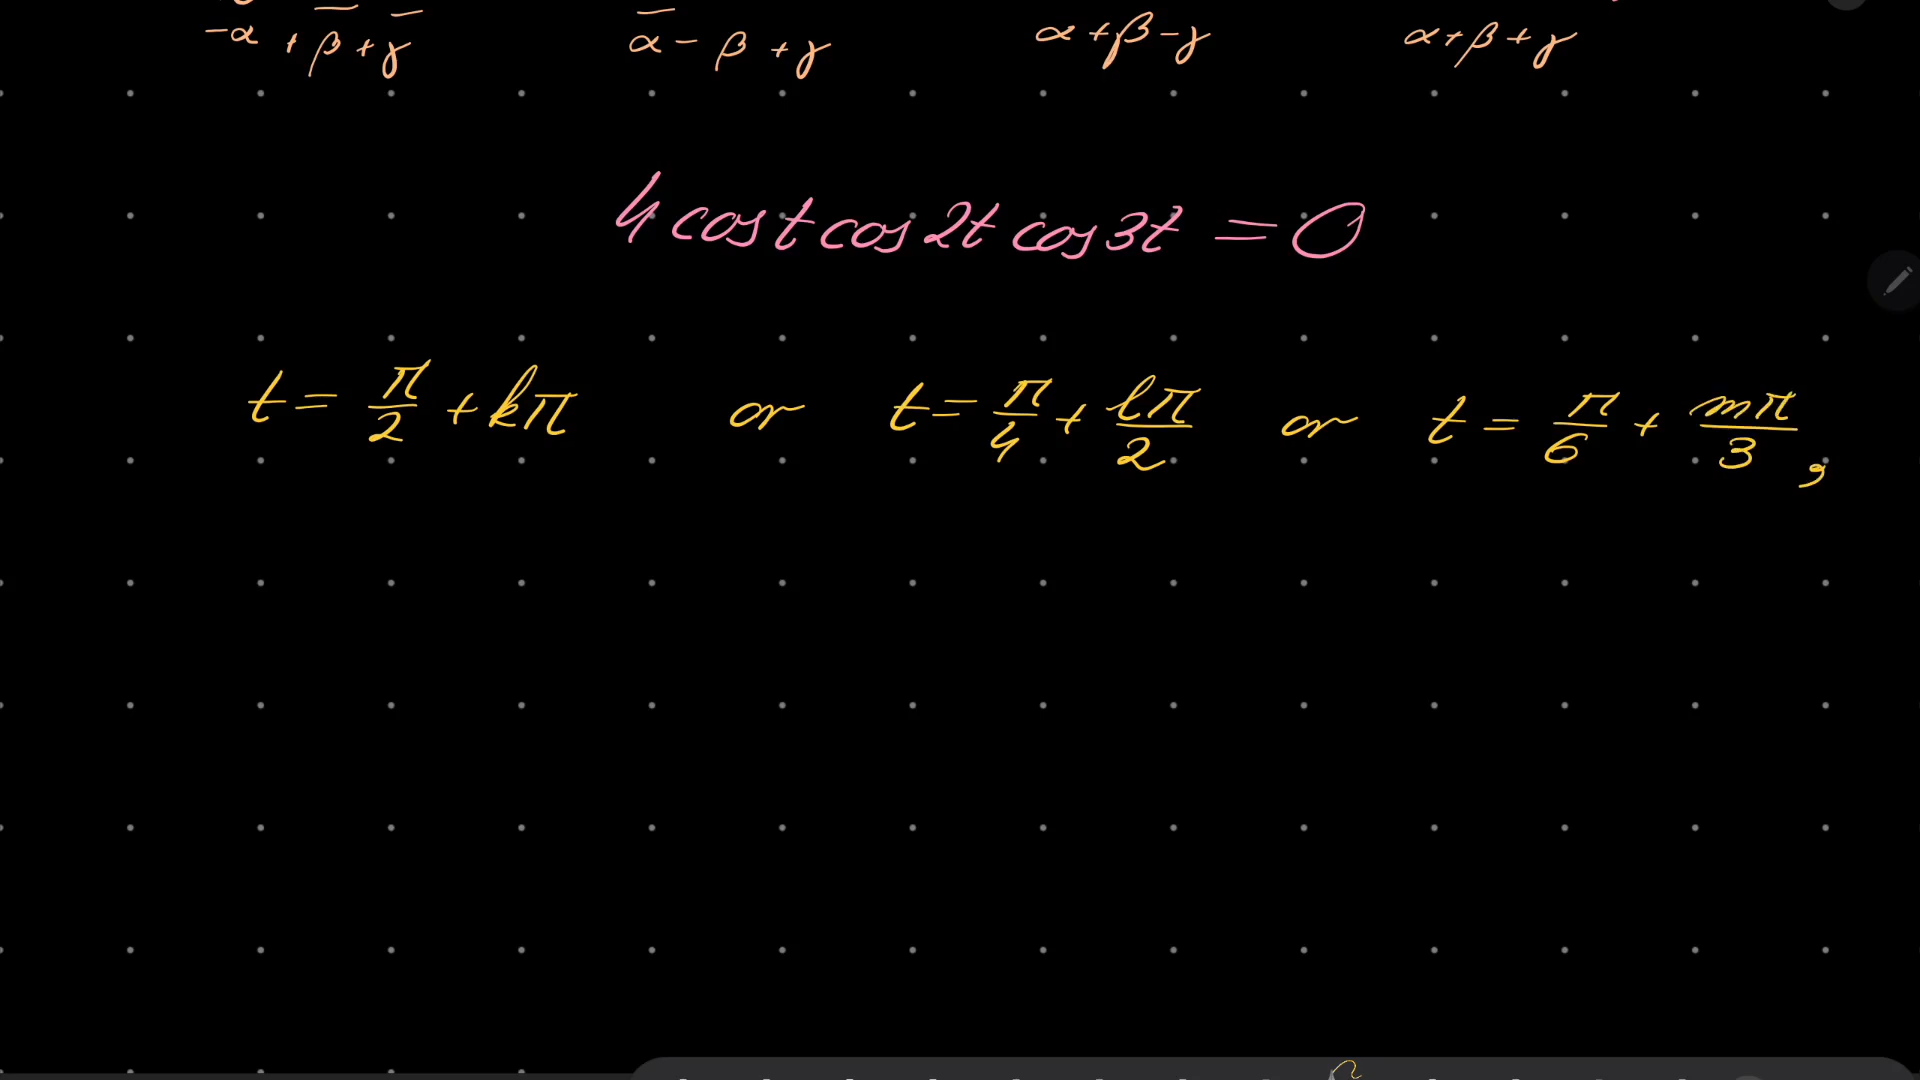 -α + β + γ α - β + γ α + β - γ α + β + γ
4 cos t cos 2t cos 3t = 0
t = π/2 + kπ or t = π/4 + lπ/2 or t = π/6 + mπ/3 ,